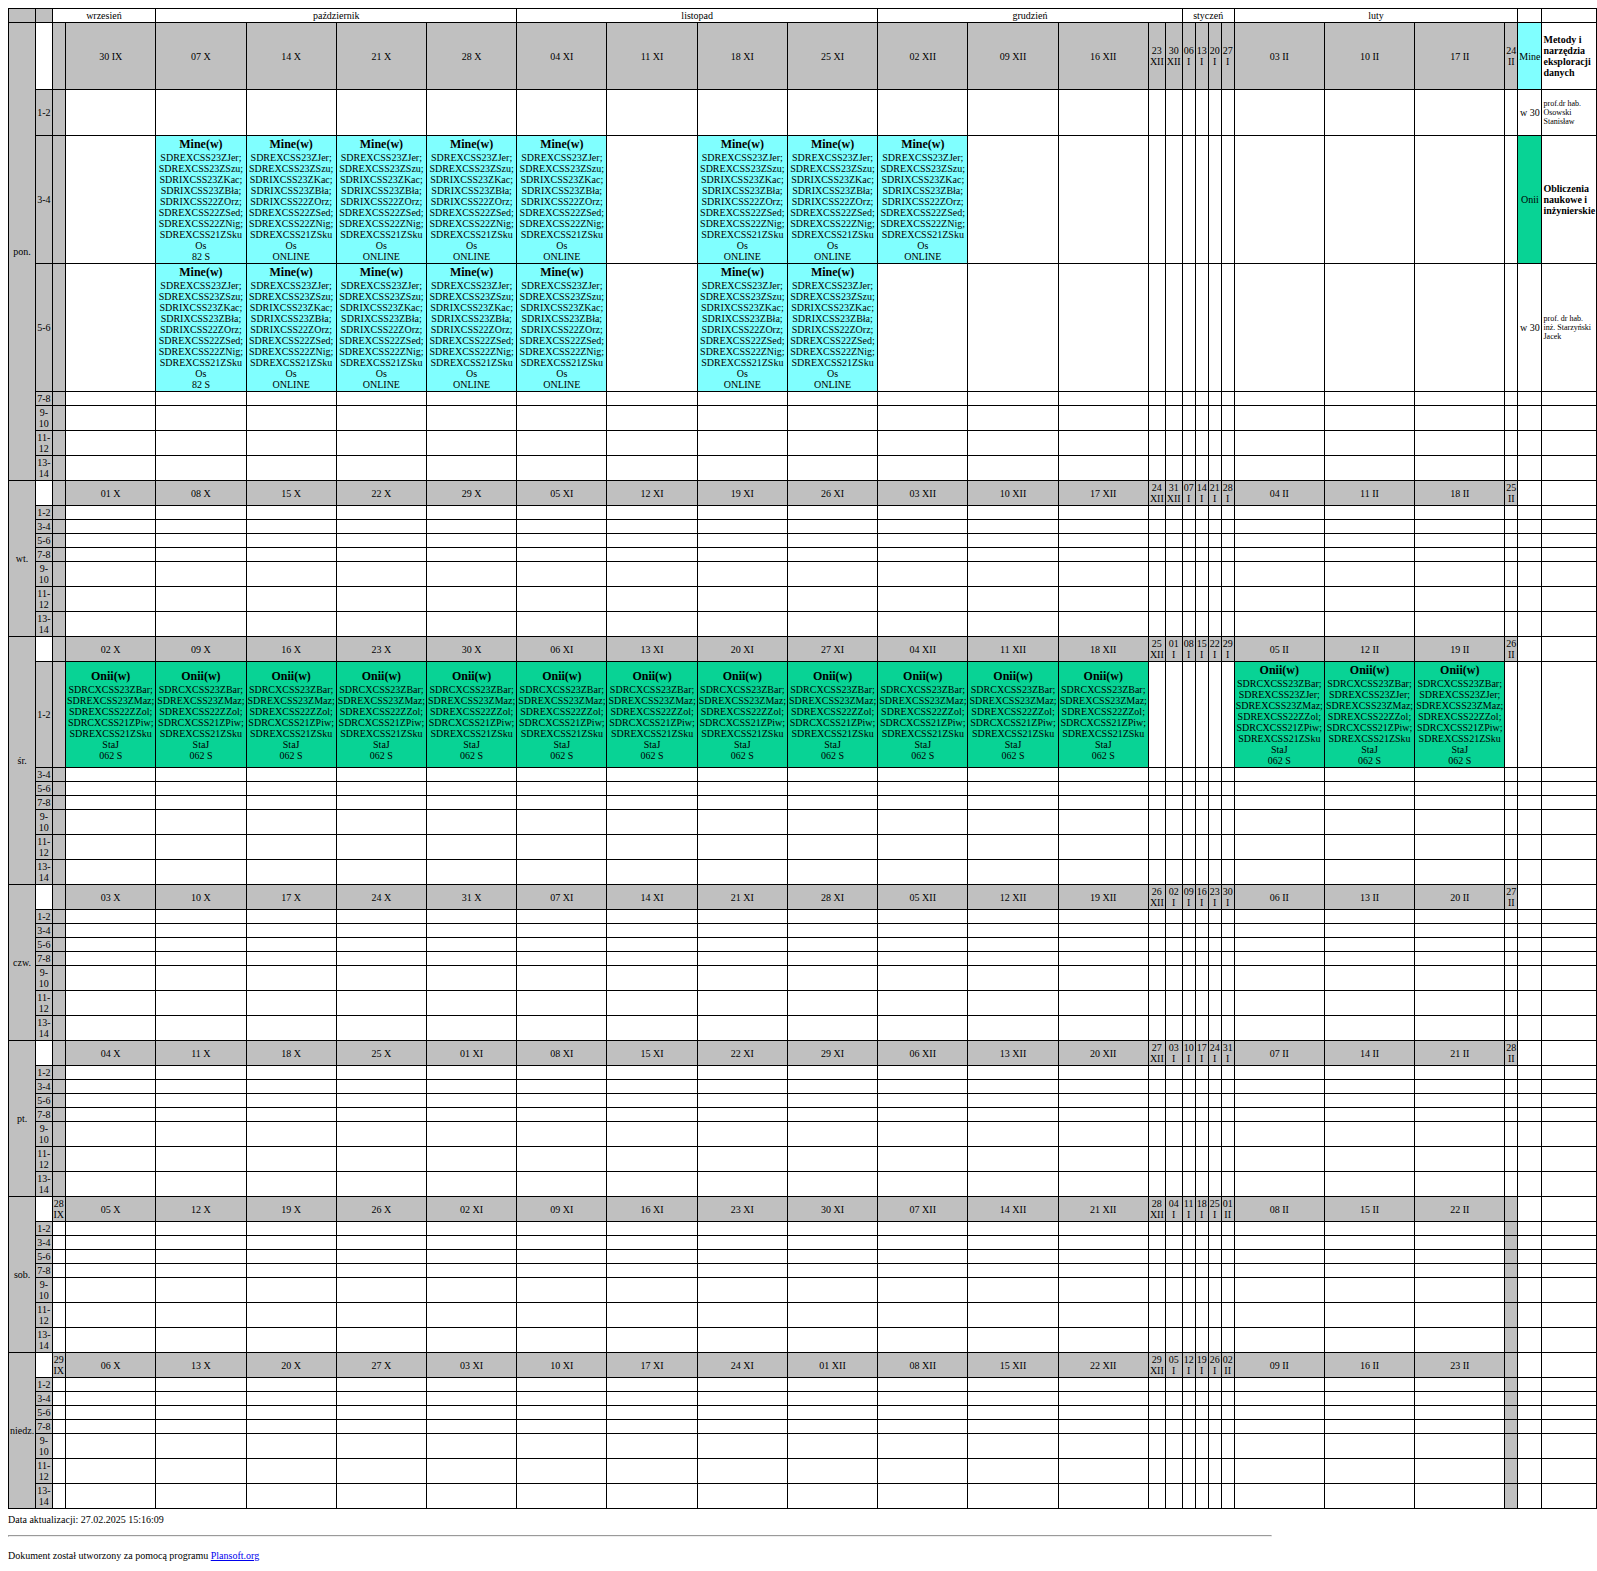 wrzesień październik listopad grudzień styczeń luty
pon. 30 IX 07 X 14 X 21 X 28 X 04 XI 11 XI 18 XI 25 XI 02 XII 09 XII 16 XII 23 XII 30 XII 06 I 13 I 20 I 27 I 03 II 10 II 17 II 24 II Mine Metody i narzędzia eksploracji danych
1-2 w 30 prof.dr hab. Osowski Stanisław
3-4 Mine(w) Mine(w) Mine(w) Mine(w) Mine(w) Mine(w) Mine(w) Mine(w) Onii Obliczenia naukowe i inżynierskie
SDREXCSS23ZJer; SDREXCSS23ZJer; SDREXCSS23ZJer; SDREXCSS23ZJer; SDREXCSS23ZJer; SDREXCSS23ZJer; SDREXCSS23ZJer; SDREXCSS23ZJer;
SDREXCSS23ZSzu; SDREXCSS23ZSzu; SDREXCSS23ZSzu; SDREXCSS23ZSzu; SDREXCSS23ZSzu; SDREXCSS23ZSzu; SDREXCSS23ZSzu; SDREXCSS23ZSzu;
SDRIXCSS23ZKac; SDRIXCSS23ZKac; SDRIXCSS23ZKac; SDRIXCSS23ZKac; SDRIXCSS23ZKac; SDRIXCSS23ZKac; SDRIXCSS23ZKac; SDRIXCSS23ZKac;
SDRIXCSS23ZBła; SDRIXCSS23ZBła; SDRIXCSS23ZBła; SDRIXCSS23ZBła; SDRIXCSS23ZBła; SDRIXCSS23ZBła; SDRIXCSS23ZBła; SDRIXCSS23ZBła;
SDRIXCSS22ZOrz; SDRIXCSS22ZOrz; SDRIXCSS22ZOrz; SDRIXCSS22ZOrz; SDRIXCSS22ZOrz; SDRIXCSS22ZOrz; SDRIXCSS22ZOrz; SDRIXCSS22ZOrz;
SDREXCSS22ZSed; SDREXCSS22ZSed; SDREXCSS22ZSed; SDREXCSS22ZSed; SDREXCSS22ZSed; SDREXCSS22ZSed; SDREXCSS22ZSed; SDREXCSS22ZSed;
SDREXCSS22ZNig; SDREXCSS22ZNig; SDREXCSS22ZNig; SDREXCSS22ZNig; SDREXCSS22ZNig; SDREXCSS22ZNig; SDREXCSS22ZNig; SDREXCSS22ZNig;
SDREXCSS21ZSku SDREXCSS21ZSku SDREXCSS21ZSku SDREXCSS21ZSku SDREXCSS21ZSku SDREXCSS21ZSku SDREXCSS21ZSku SDREXCSS21ZSku
Os Os Os Os Os Os Os Os
82 S ONLINE ONLINE ONLINE ONLINE ONLINE ONLINE ONLINE
5-6 Mine(w) Mine(w) Mine(w) Mine(w) Mine(w) Mine(w) Mine(w) w 30 prof. dr hab. inż. Starzyński Jacek
SDREXCSS23ZJer; SDREXCSS23ZJer; SDREXCSS23ZJer; SDREXCSS23ZJer; SDREXCSS23ZJer; SDREXCSS23ZJer; SDREXCSS23ZJer;
SDREXCSS23ZSzu; SDREXCSS23ZSzu; SDREXCSS23ZSzu; SDREXCSS23ZSzu; SDREXCSS23ZSzu; SDREXCSS23ZSzu; SDREXCSS23ZSzu;
SDRIXCSS23ZKac; SDRIXCSS23ZKac; SDRIXCSS23ZKac; SDRIXCSS23ZKac; SDRIXCSS23ZKac; SDRIXCSS23ZKac; SDRIXCSS23ZKac;
SDRIXCSS23ZBła; SDRIXCSS23ZBła; SDRIXCSS23ZBła; SDRIXCSS23ZBła; SDRIXCSS23ZBła; SDRIXCSS23ZBła; SDRIXCSS23ZBła;
SDRIXCSS22ZOrz; SDRIXCSS22ZOrz; SDRIXCSS22ZOrz; SDRIXCSS22ZOrz; SDRIXCSS22ZOrz; SDRIXCSS22ZOrz; SDRIXCSS22ZOrz;
SDREXCSS22ZSed; SDREXCSS22ZSed; SDREXCSS22ZSed; SDREXCSS22ZSed; SDREXCSS22ZSed; SDREXCSS22ZSed; SDREXCSS22ZSed;
SDREXCSS22ZNig; SDREXCSS22ZNig; SDREXCSS22ZNig; SDREXCSS22ZNig; SDREXCSS22ZNig; SDREXCSS22ZNig; SDREXCSS22ZNig;
SDREXCSS21ZSku SDREXCSS21ZSku SDREXCSS21ZSku SDREXCSS21ZSku SDREXCSS21ZSku SDREXCSS21ZSku SDREXCSS21ZSku
Os Os Os Os Os Os Os
82 S ONLINE ONLINE ONLINE ONLINE ONLINE ONLINE
7-8
9-10
11-12
13-14
wt. 01 X 08 X 15 X 22 X 29 X 05 XI 12 XI 19 XI 26 XI 03 XII 10 XII 17 XII 24 XII 31 XII 07 I 14 I 21 I 28 I 04 II 11 II 18 II 25 II
1-2
3-4
5-6
7-8
9-10
11-12
13-14
śr. 02 X 09 X 16 X 23 X 30 X 06 XI 13 XI 20 XI 27 XI 04 XII 11 XII 18 XII 25 XII 01 I 08 I 15 I 22 I 29 I 05 II 12 II 19 II 26 II
1-2 Onii(w) Onii(w) Onii(w) Onii(w) Onii(w) Onii(w) Onii(w) Onii(w) Onii(w) Onii(w) Onii(w) Onii(w) Onii(w) Onii(w) Onii(w)
SDRCXCSS23ZBar; SDRCXCSS23ZBar; SDRCXCSS23ZBar; SDRCXCSS23ZBar; SDRCXCSS23ZBar; SDRCXCSS23ZBar; SDRCXCSS23ZBar; SDRCXCSS23ZBar; SDRCXCSS23ZBar; SDRCXCSS23ZBar; SDRCXCSS23ZBar; SDRCXCSS23ZBar; SDRCXCSS23ZBar; SDRCXCSS23ZBar; SDRCXCSS23ZBar;
SDREXCSS23ZJer; SDREXCSS23ZJer; SDREXCSS23ZJer;
SDREXCSS23ZMaz; SDREXCSS23ZMaz; SDREXCSS23ZMaz; SDREXCSS23ZMaz; SDREXCSS23ZMaz; SDREXCSS23ZMaz; SDREXCSS23ZMaz; SDREXCSS23ZMaz; SDREXCSS23ZMaz; SDREXCSS23ZMaz; SDREXCSS23ZMaz; SDREXCSS23ZMaz; SDREXCSS23ZMaz; SDREXCSS23ZMaz; SDREXCSS23ZMaz;
SDREXCSS22ZZol; SDREXCSS22ZZol; SDREXCSS22ZZol; SDREXCSS22ZZol; SDREXCSS22ZZol; SDREXCSS22ZZol; SDREXCSS22ZZol; SDREXCSS22ZZol; SDREXCSS22ZZol; SDREXCSS22ZZol; SDREXCSS22ZZol; SDREXCSS22ZZol; SDREXCSS22ZZol; SDREXCSS22ZZol; SDREXCSS22ZZol;
SDRCXCSS21ZPiw; SDRCXCSS21ZPiw; SDRCXCSS21ZPiw; SDRCXCSS21ZPiw; SDRCXCSS21ZPiw; SDRCXCSS21ZPiw; SDRCXCSS21ZPiw; SDRCXCSS21ZPiw; SDRCXCSS21ZPiw; SDRCXCSS21ZPiw; SDRCXCSS21ZPiw; SDRCXCSS21ZPiw; SDRCXCSS21ZPiw; SDRCXCSS21ZPiw; SDRCXCSS21ZPiw;
SDREXCSS21ZSku SDREXCSS21ZSku SDREXCSS21ZSku SDREXCSS21ZSku SDREXCSS21ZSku SDREXCSS21ZSku SDREXCSS21ZSku SDREXCSS21ZSku SDREXCSS21ZSku SDREXCSS21ZSku SDREXCSS21ZSku SDREXCSS21ZSku SDREXCSS21ZSku SDREXCSS21ZSku SDREXCSS21ZSku
StaJ StaJ StaJ StaJ StaJ StaJ StaJ StaJ StaJ StaJ StaJ StaJ StaJ StaJ StaJ
062 S 062 S 062 S 062 S 062 S 062 S 062 S 062 S 062 S 062 S 062 S 062 S 062 S 062 S 062 S
3-4
5-6
7-8
9-10
11-12
13-14
czw. 03 X 10 X 17 X 24 X 31 X 07 XI 14 XI 21 XI 28 XI 05 XII 12 XII 19 XII 26 XII 02 I 09 I 16 I 23 I 30 I 06 II 13 II 20 II 27 II
1-2
3-4
5-6
7-8
9-10
11-12
13-14
pt. 04 X 11 X 18 X 25 X 01 XI 08 XI 15 XI 22 XI 29 XI 06 XII 13 XII 20 XII 27 XII 03 I 10 I 17 I 24 I 31 I 07 II 14 II 21 II 28 II
1-2
3-4
5-6
7-8
9-10
11-12
13-14
sob. 28 IX 05 X 12 X 19 X 26 X 02 XI 09 XI 16 XI 23 XI 30 XI 07 XII 14 XII 21 XII 28 XII 04 I 11 I 18 I 25 I 01 II 08 II 15 II 22 II
1-2
3-4
5-6
7-8
9-10
11-12
13-14
niedz. 29 IX 06 X 13 X 20 X 27 X 03 XI 10 XI 17 XI 24 XI 01 XII 08 XII 15 XII 22 XII 29 XII 05 I 12 I 19 I 26 I 02 II 09 II 16 II 23 II
1-2
3-4
5-6
7-8
9-10
11-12
13-14
Data aktualizacji: 27.02.2025 15:16:09
Dokument został utworzony za pomocą programu Plansoft.org